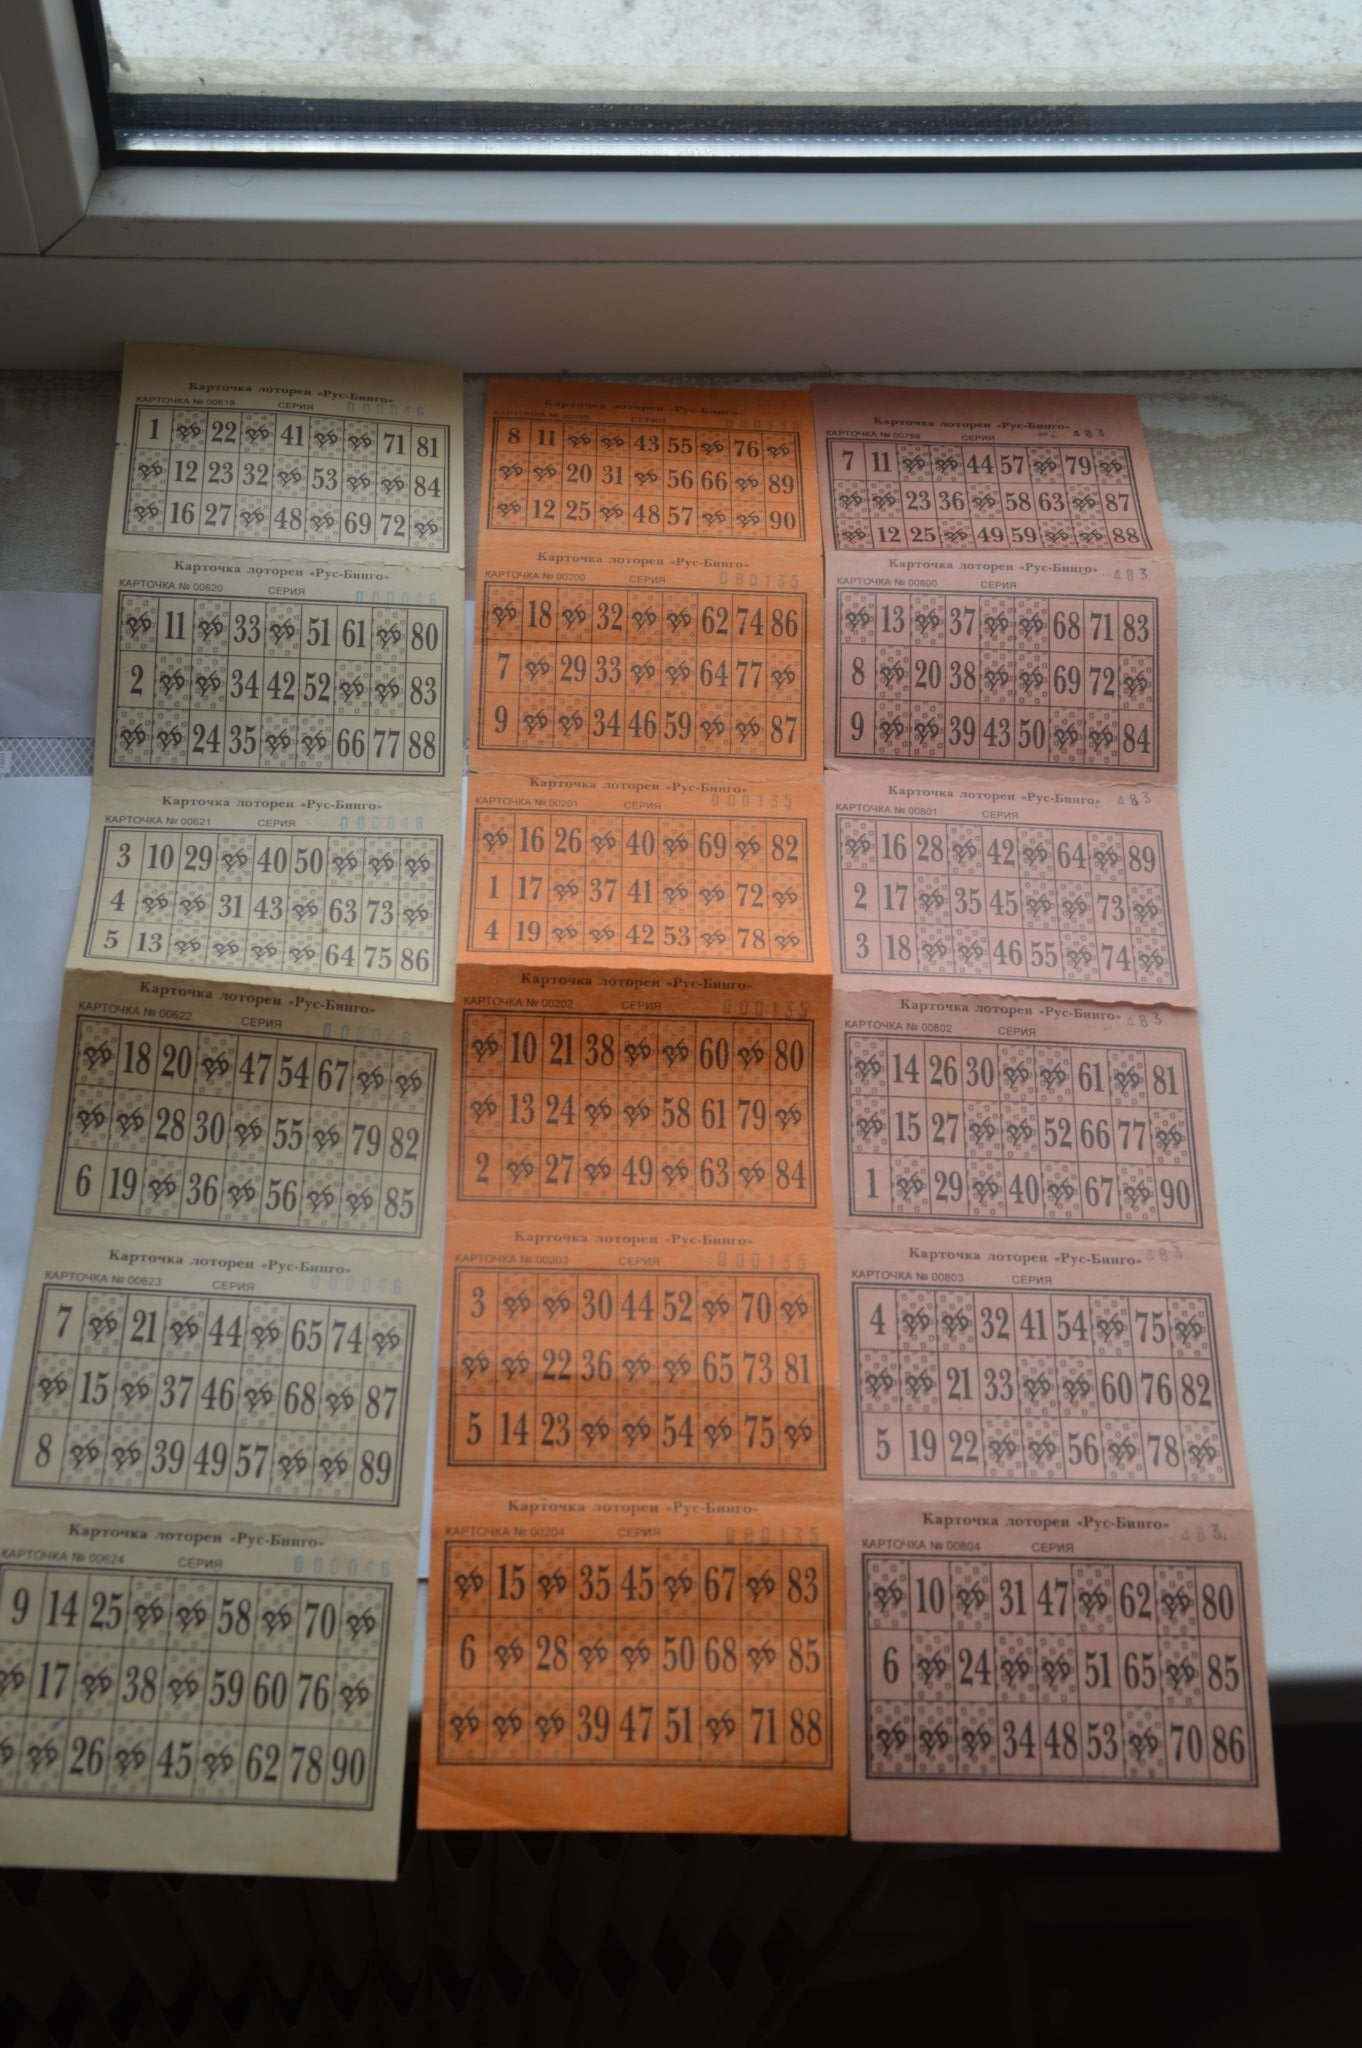 Карточка лотореи «Рус-Бинго»
КАРТОЧКА № 00619 СЕРИЯ 000046
1 22 41 71 81
12 23 32 53 84
16 27 48 69 72
Карточка лотореи «Рус-Бинго»
КАРТОЧКА № 00620 СЕРИЯ 000046
11 33 51 61 80
2 34 42 52 83
24 35 66 77 88
Карточка лотореи «Рус-Бинго»
КАРТОЧКА № 00621 СЕРИЯ 000046
3 10 29 40 50
4 31 43 63 73
5 13 64 75 86
Карточка лотореи «Рус-Бинго»
КАРТОЧКА № 00622 СЕРИЯ 000046
18 20 47 54 67
28 30 55 79 82
6 19 36 56 85
Карточка лотореи «Рус-Бинго»
КАРТОЧКА № 00623 СЕРИЯ 000046
7 21 44 65 74
15 37 46 68 87
8 39 49 57 89
Карточка лотореи «Рус-Бинго»
КАРТОЧКА № 00624 СЕРИЯ 000046
9 14 25 58 70
17 38 59 60 76
26 45 62 78 90
Карточка лотореи «Рус-Бинго»
КАРТОЧКА № 00199 СЕРИЯ 000135
8 11 43 55 76
20 31 56 66 89
12 25 48 57 90
Карточка лотореи «Рус-Бинго»
КАРТОЧКА № 00200 СЕРИЯ 000135
18 32 62 74 86
7 29 33 64 77
9 34 46 59 87
Карточка лотореи «Рус-Бинго»
КАРТОЧКА № 00201 СЕРИЯ 000135
16 26 40 69 82
1 17 37 41 72
4 19 42 53 78
Карточка лотореи «Рус-Бинго»
КАРТОЧКА № 00202 СЕРИЯ 000135
10 21 38 60 80
13 24 58 61 79
2 27 49 63 84
Карточка лотореи «Рус-Бинго»
КАРТОЧКА № 00203 СЕРИЯ 000135
3 30 44 52 70
22 36 65 73 81
5 14 23 54 75
Карточка лотореи «Рус-Бинго»
КАРТОЧКА № 00204 СЕРИЯ 000135
15 35 45 67 83
6 28 50 68 85
39 47 51 71 88
Карточка лотореи «Рус-Бинго»
КАРТОЧКА № 00799 СЕРИЯ 483
7 11 44 57 79
23 36 58 63 87
12 25 49 59 88
Карточка лотореи «Рус-Бинго»
КАРТОЧКА № 00800 СЕРИЯ 483
13 37 68 71 83
8 20 38 69 72
9 39 43 50 84
Карточка лотореи «Рус-Бинго»
КАРТОЧКА № 00801 СЕРИЯ 483
16 28 42 64 89
2 17 35 45 73
3 18 46 55 74
Карточка лотореи «Рус-Бинго»
КАРТОЧКА № 00802 СЕРИЯ 483
14 26 30 61 81
15 27 52 66 77
1 29 40 67 90
Карточка лотореи «Рус-Бинго»
КАРТОЧКА № 00803 СЕРИЯ 483
4 32 41 54 75
21 33 60 76 82
5 19 22 56 78
Карточка лотореи «Рус-Бинго»
КАРТОЧКА № 00804 СЕРИЯ 483
10 31 47 62 80
6 24 51 65 85
34 48 53 70 86